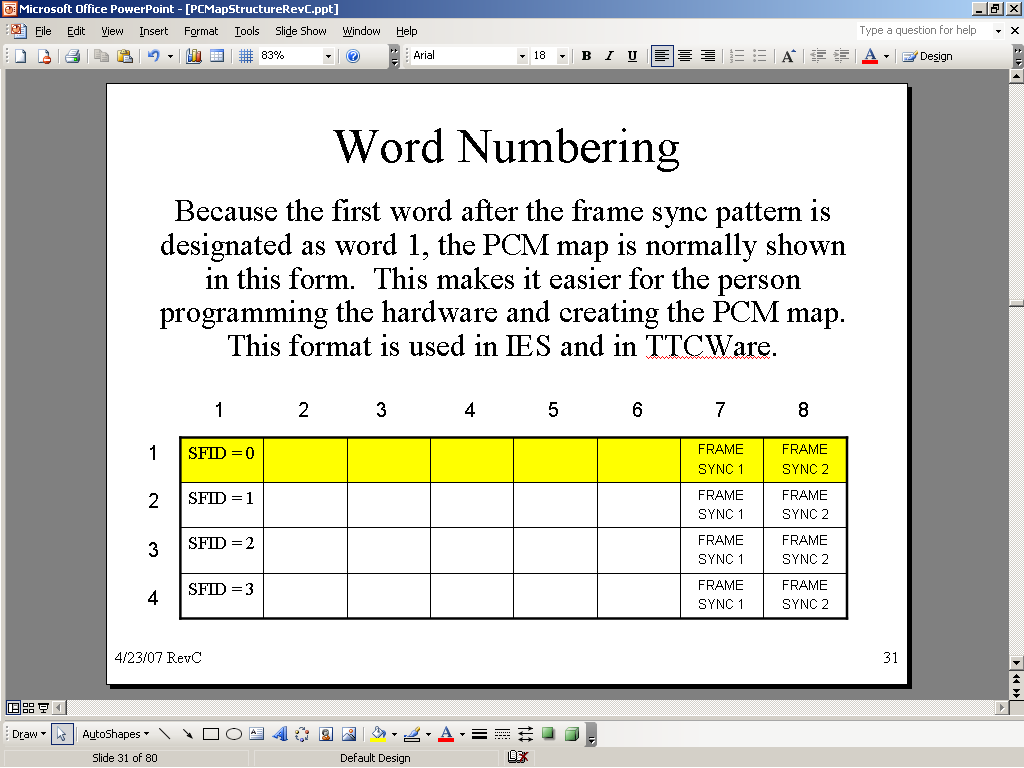 Microsoft Office PowerPoint - [PCMapStructureRevC.ppt]
File Edit View Insert Format Tools Slide Show Window Help
Type a question for help
83%
Arial
18
B I U
A
A
Design
Word Numbering
Because the first word after the frame sync pattern is
designated as word 1, the PCM map is normally shown
in this form. This makes it easier for the person
programming the hardware and creating the PCM map.
This format is used in IES and in TTCWare.
1 2 3 4 5 6 7 8
1 SFID = 0 FRAME SYNC 1 FRAME SYNC 2
2 SFID = 1 FRAME SYNC 1 FRAME SYNC 2
3 SFID = 2 FRAME SYNC 1 FRAME SYNC 2
4 SFID = 3 FRAME SYNC 1 FRAME SYNC 2
4/23/07 RevC
31
Draw AutoShapes
A
A
Slide 31 of 80
Default Design